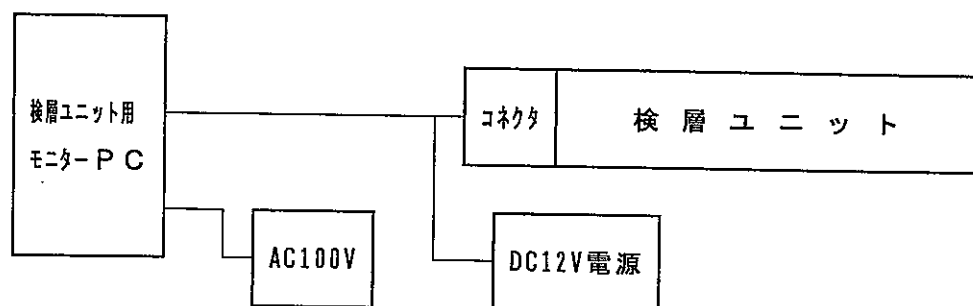 検層ユニット用
モニターPC
コネクタ
検層ユニット
AC100V
DC12V電源